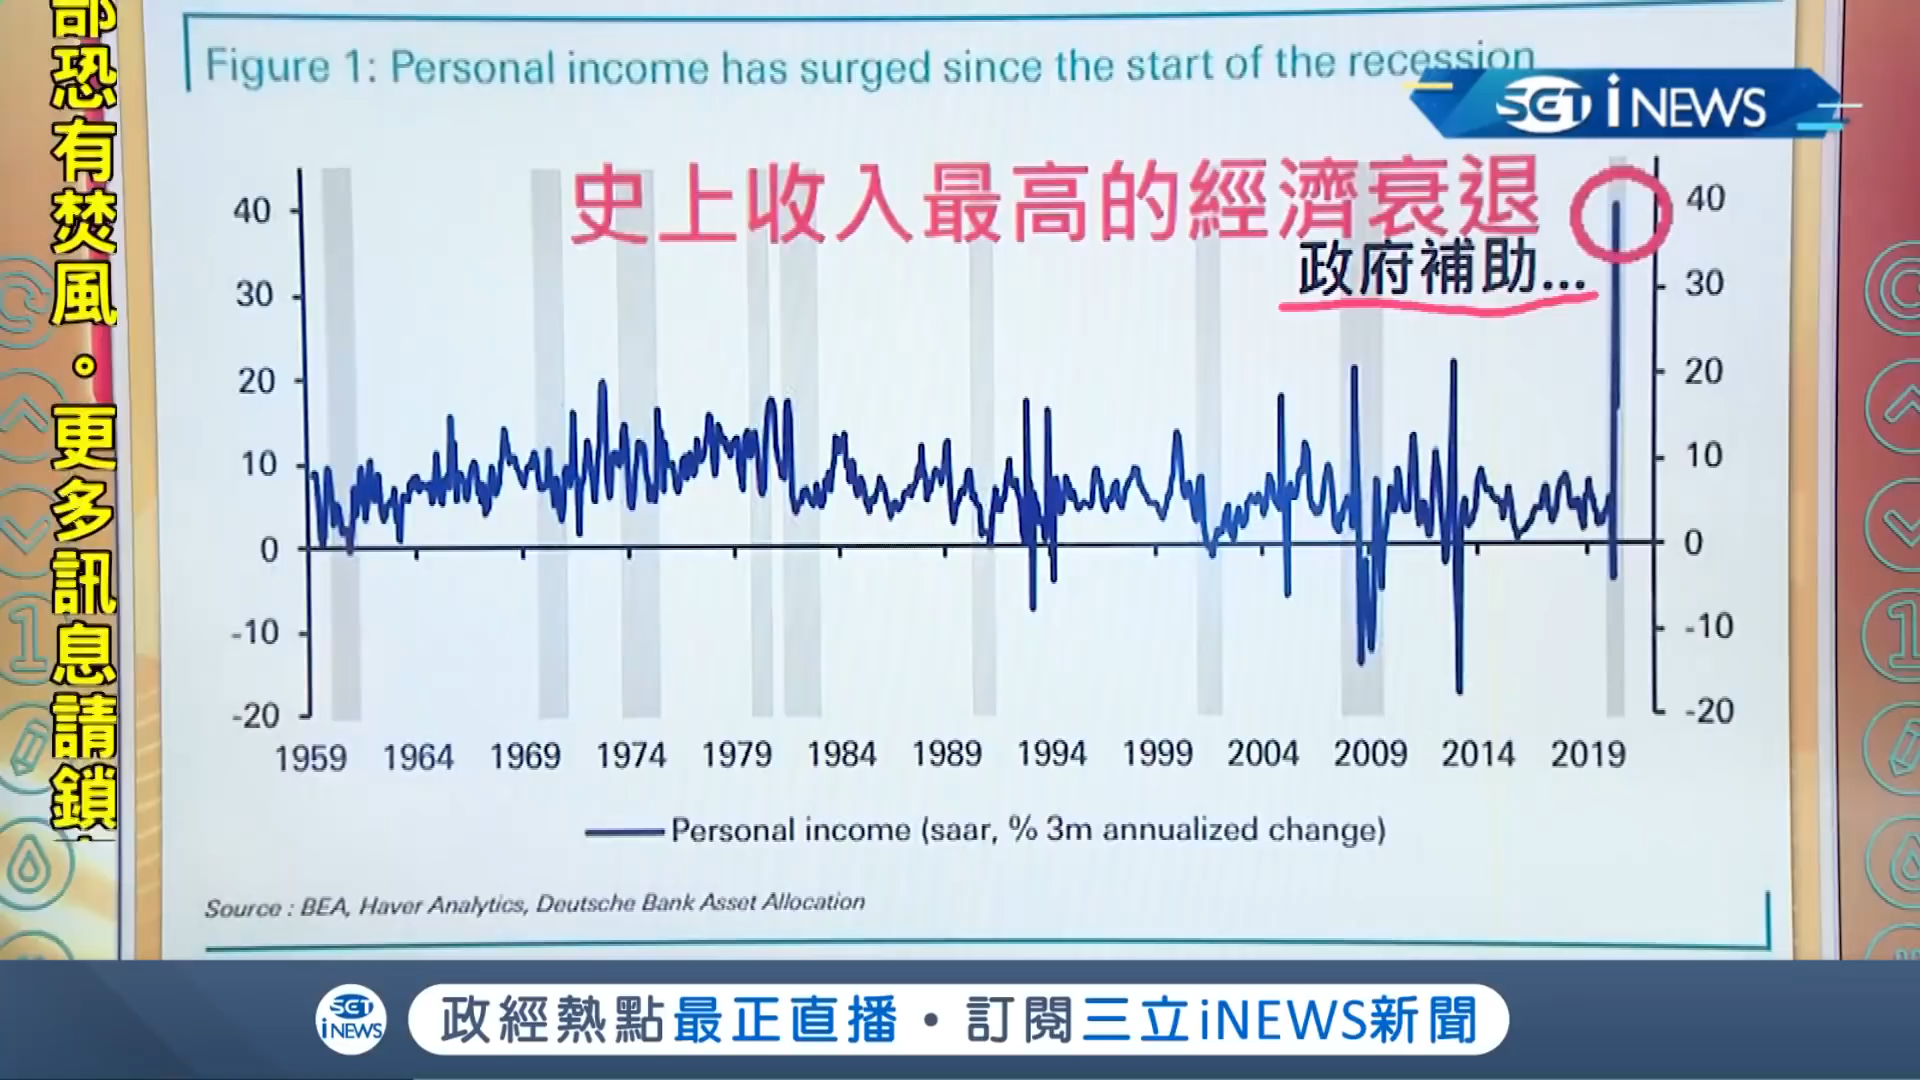 部恐有焚風。更多訊息請鎖
Figure 1: Personal income has surged since the start of the recession
SET iNEWS
史上收入最高的經濟衰退
政府補助...
40
30
20
10
0
-10
-20
40
30
20
10
0
-10
-20
1959 1964 1969 1974 1979 1984 1989 1994 1999 2004 2009 2014 2019
Personal income (saar, % 3m annualized change)
Source : BEA, Haver Analytics, Deutsche Bank Asset Allocation
SET iNEWS
政經熱點最正直播・訂閱三立iNEWS新聞